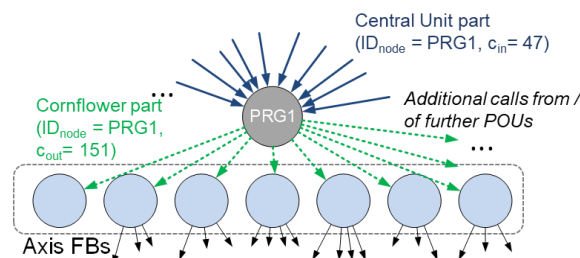 Central Unit part
(IDnode = PRG1, cin= 47)
...
Cornflower part
(IDnode = PRG1,
cout= 151)
PRG1
Additional calls from /
of further POUs
...
Axis FBs